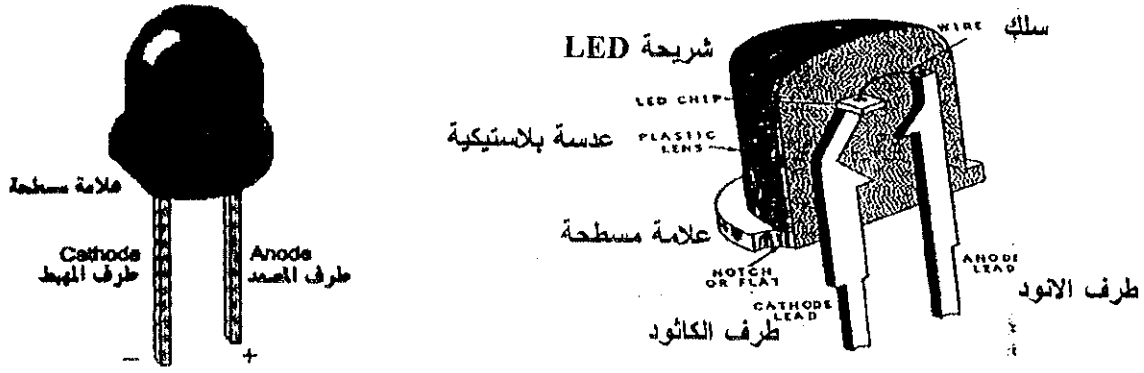 علامة مسطحة
Cathode
طرف المهبط
Anode
طرف المصعد
−
+
شريحة LED
LED CHIP
عدسة بلاستيكية
PLASTIC
LENS
علامة مسطحة
NOTCH
OR FLAT
CATHODE
LEAD
طرف الكاثود
WIRE
سلك
ANODE
LEAD
طرف الانود